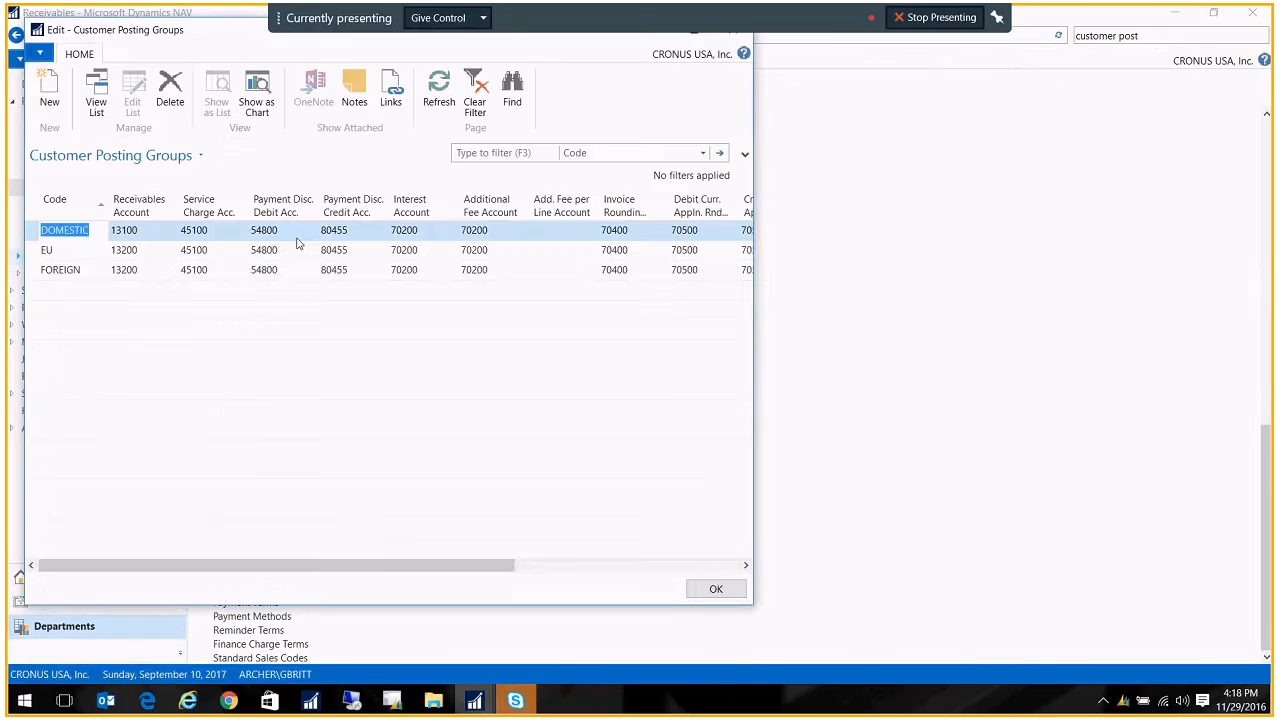 Receivables - Microsoft Dynamics NAV
Currently presenting
Give Control
Stop Presenting
Edit - Customer Posting Groups
customer post
HOME
CRONUS USA, Inc.
CRONUS USA, Inc.
New
View List
Edit List
Delete
Show as List
Show as Chart
OneNote
Notes
Links
Refresh
Clear Filter
Find
New
Manage
View
Show Attached
Page
Customer Posting Groups
Type to filter (F3)
Code
No filters applied
Code Receivables Account Service Charge Acc. Payment Disc. Debit Acc. Payment Disc. Credit Acc. Interest Account Additional Fee Account Add. Fee per Line Account Invoice Roundin... Debit Curr. Appln. Rnd...
DOMESTIC 13100 45100 54800 80455 70200 70200 70400 70500
EU 13200 45100 54800 80455 70200 70200 70400 70500
FOREIGN 13200 45100 54800 80455 70200 70200 70400 70500
OK
Payment Terms
Payment Methods
Departments
Reminder Terms
Finance Charge Terms
Standard Sales Codes
CRONUS USA, Inc. Sunday, September 10, 2017 ARCHER\GBRITT
4:18 PM
11/29/2016